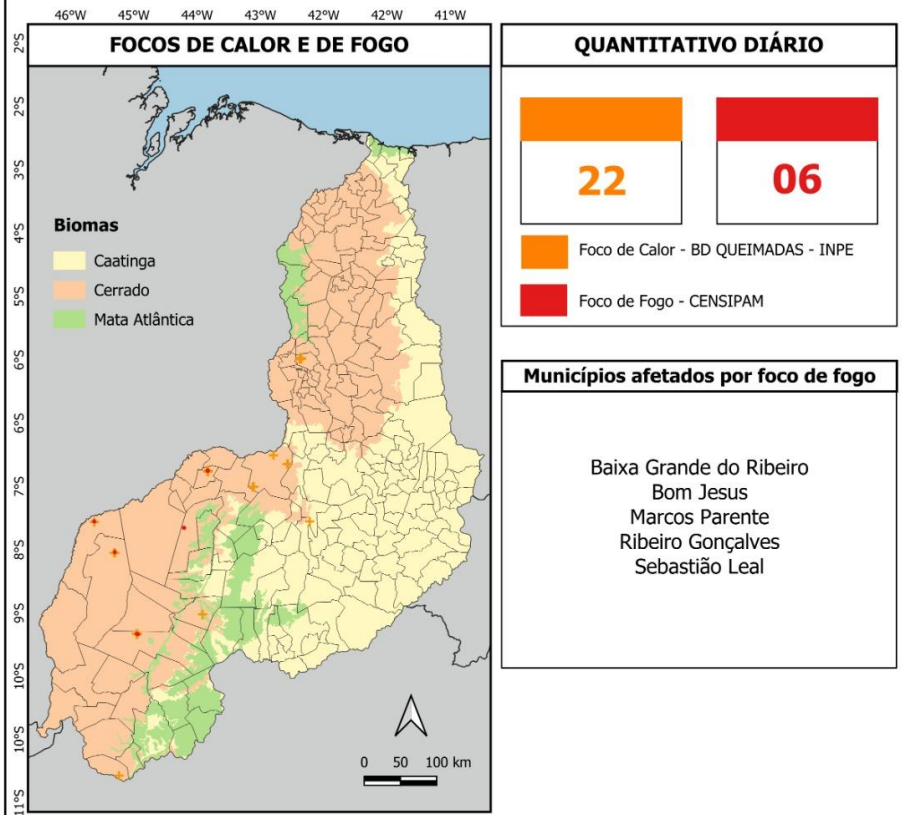 46°W 45°W 44°W 43°W 42°W 42°W 41°W
FOCOS DE CALOR E DE FOGO
2°S
2°S
3°S
4°S
5°S
6°S
6°S
7°S
8°S
9°S
10°S
10°S
11°S
Biomas
Caatinga
Cerrado
Mata Atlântica
0 50 100 km
QUANTITATIVO DIÁRIO
22 06
Foco de Calor - BD QUEIMADAS - INPE
Foco de Fogo - CENSIPAM
Municípios afetados por foco de fogo
Baixa Grande do Ribeiro
Bom Jesus
Marcos Parente
Ribeiro Gonçalves
Sebastião Leal